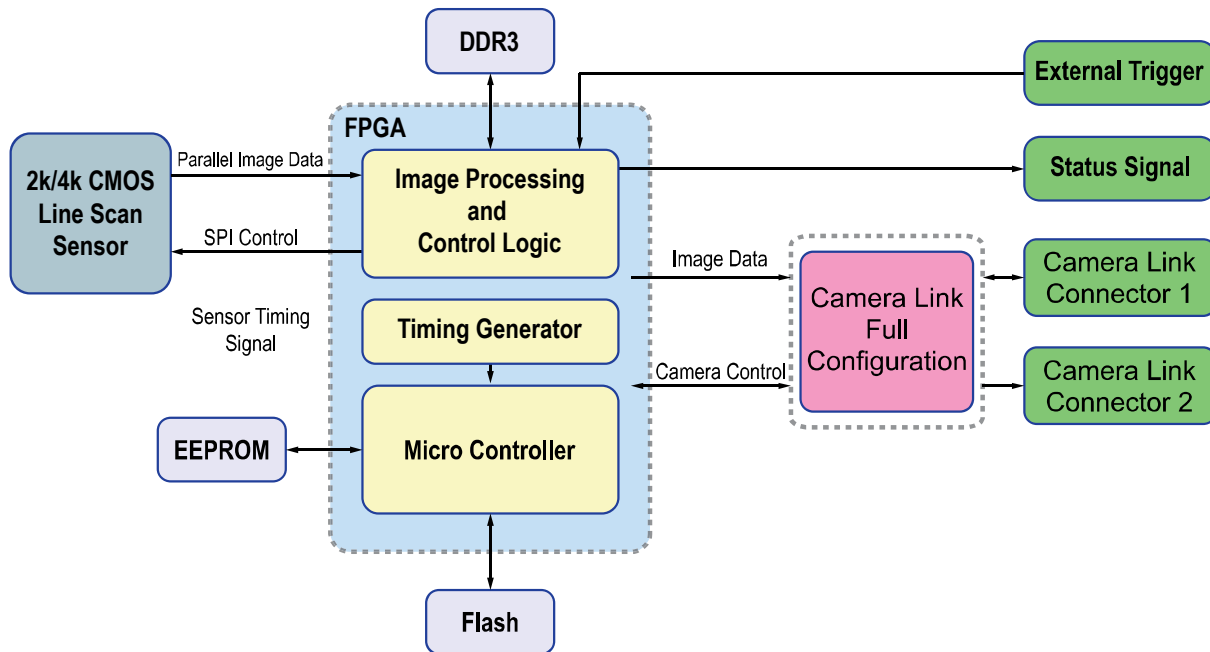 DDR3
External Trigger
FPGA
Parallel Image Data
2k/4k CMOS
Line Scan
Sensor
Image Processing
and
Control Logic
Status Signal
SPI Control
Image Data
Camera Link
Connector 1
Camera Link
Full
Configuration
Sensor Timing
Signal
Timing Generator
Camera Control
Camera Link
Connector 2
EEPROM
Micro Controller
Flash